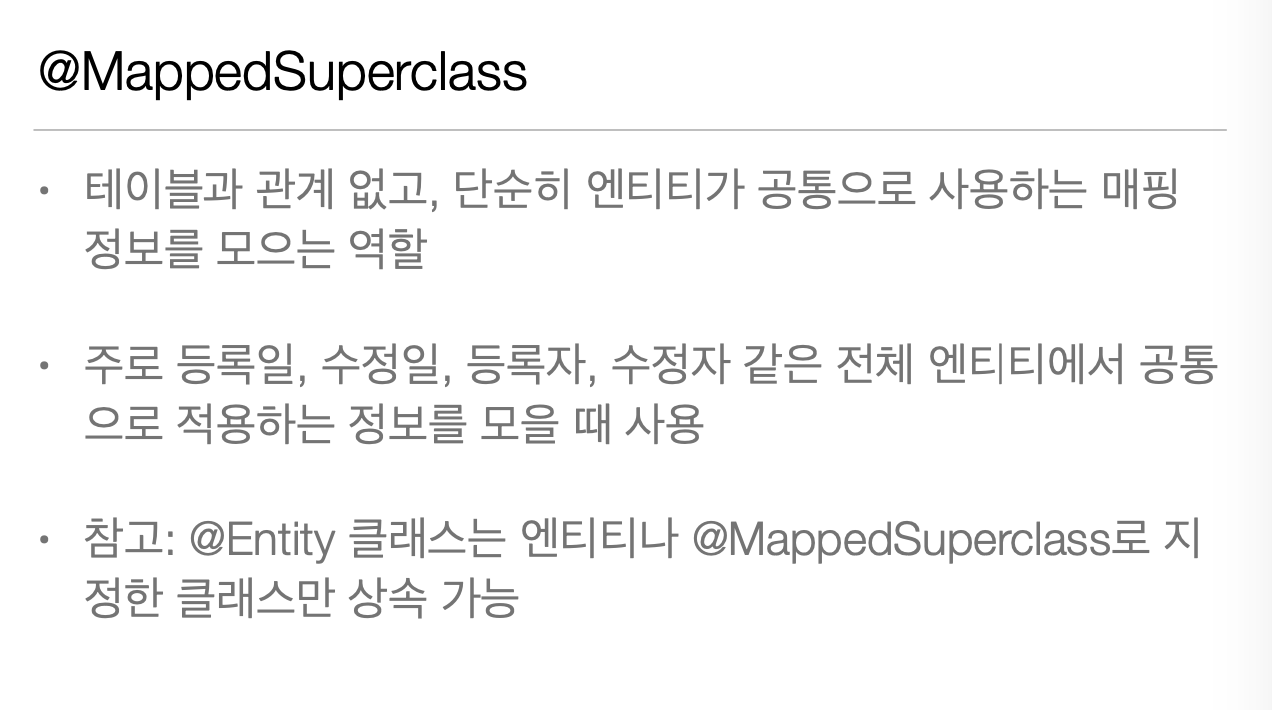 @MappedSuperclass
• 테이블과 관계 없고, 단순히 엔티티가 공통으로 사용하는 매핑
정보를 모으는 역할
• 주로 등록일, 수정일, 등록자, 수정자 같은 전체 엔티티에서 공통
으로 적용하는 정보를 모을 때 사용
• 참고: @Entity 클래스는 엔티티나 @MappedSuperclass로 지
정한 클래스만 상속 가능